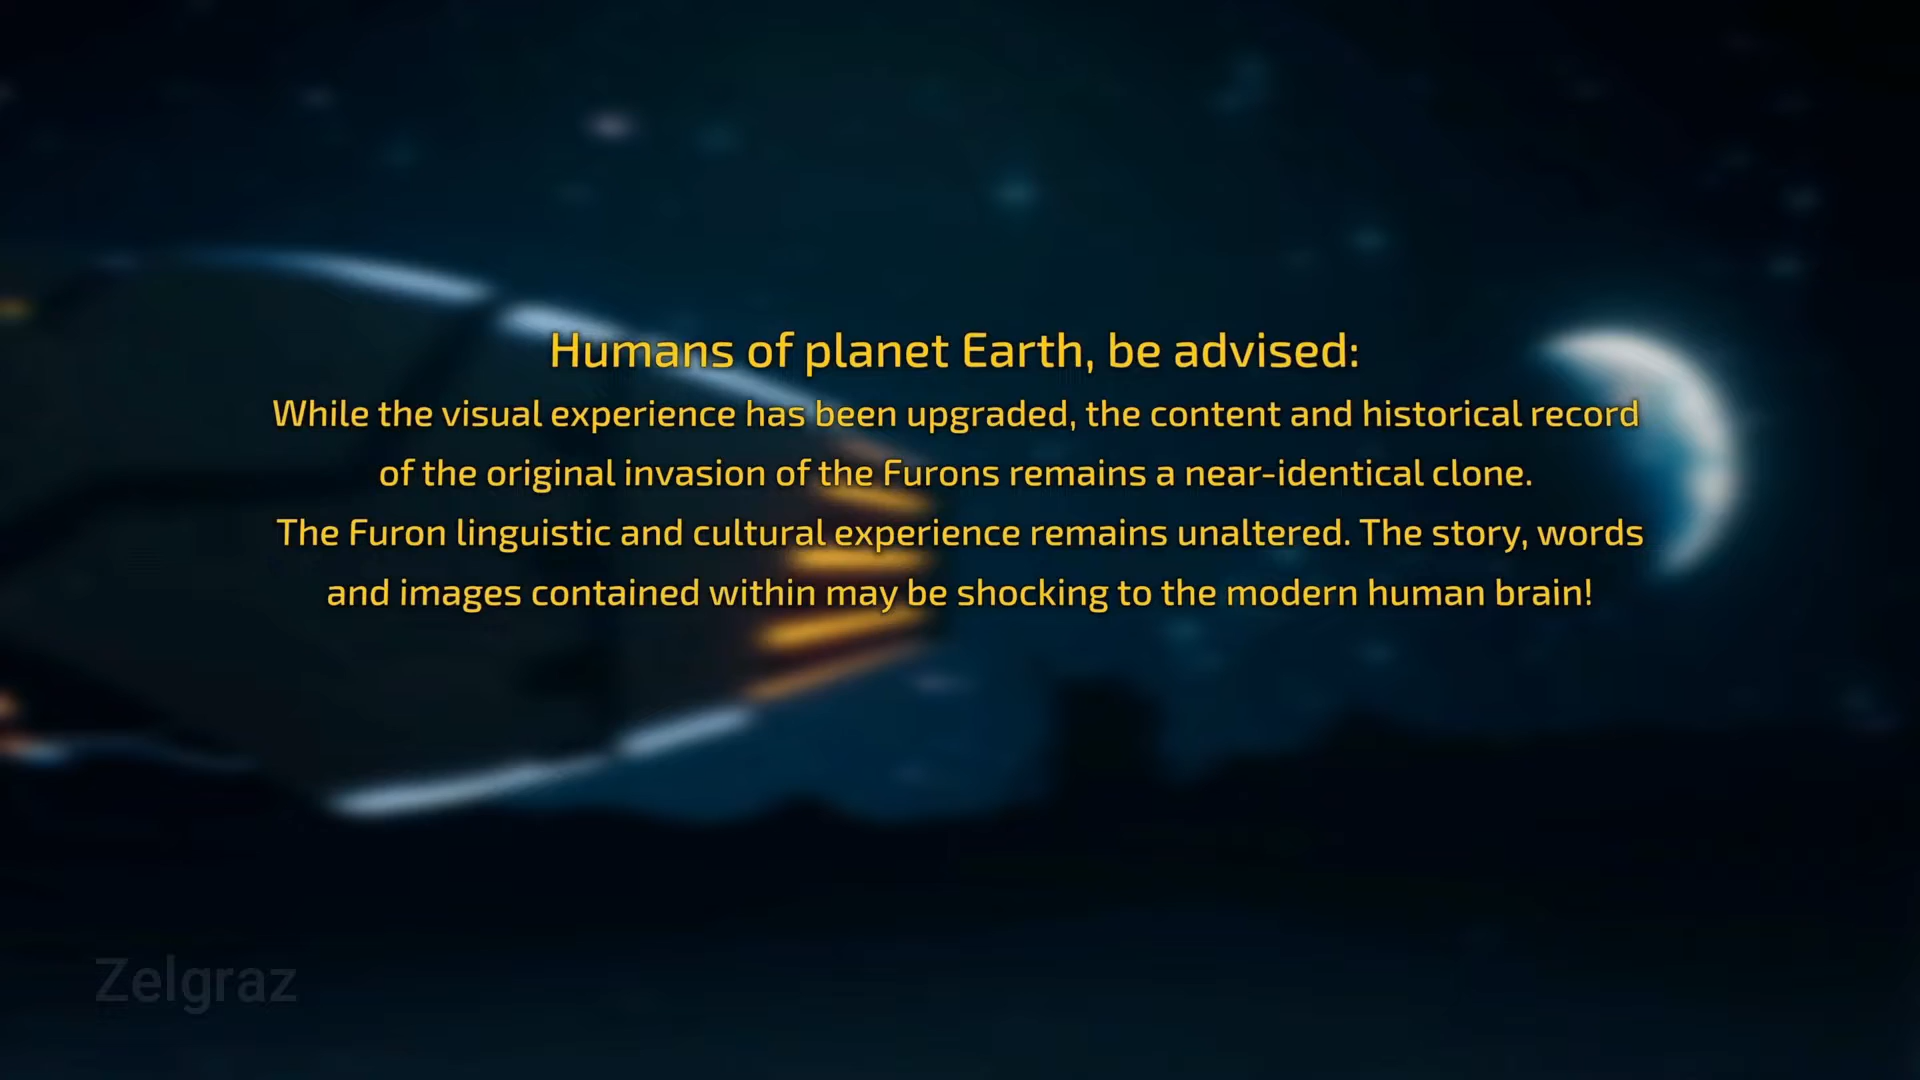 Humans of planet Earth, be advised:
While the visual experience has been upgraded, the content and historical record
of the original invasion of the Furons remains a near-identical clone.
The Furon linguistic and cultural experience remains unaltered. The story, words
and images contained within may be shocking to the modern human brain!
Zelgraz